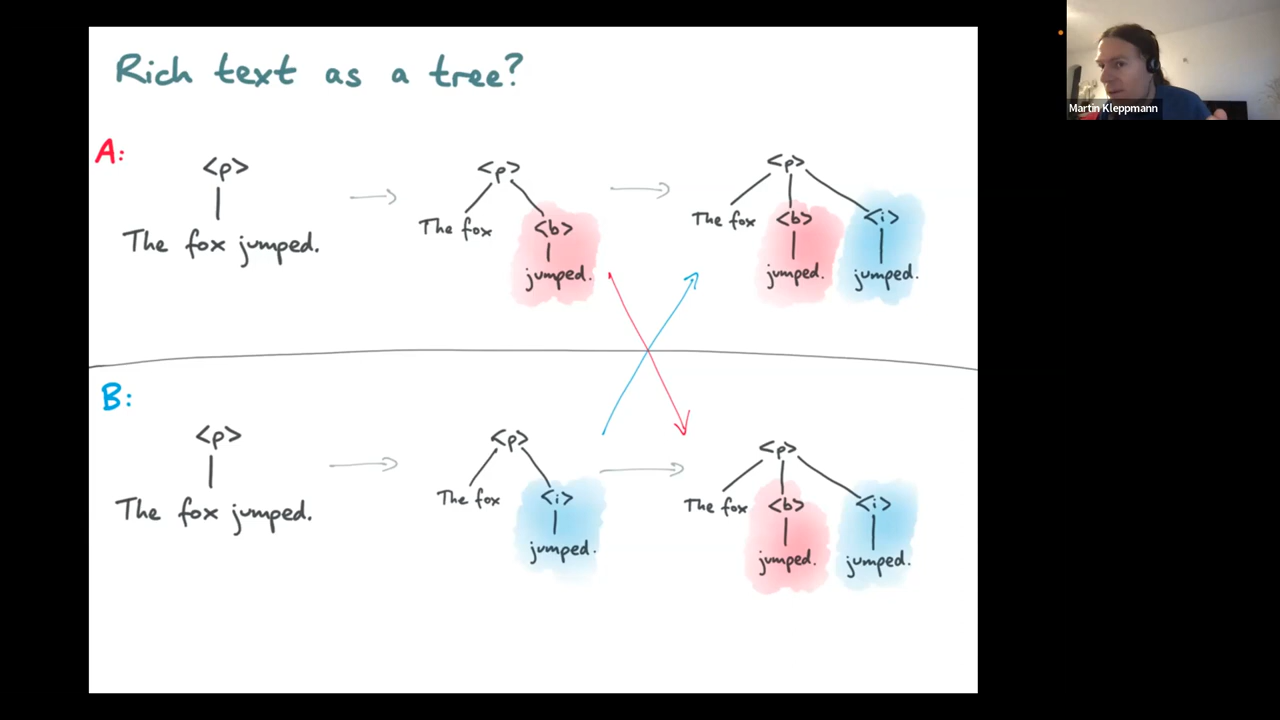 Rich text as a tree?
Martin Kleppmann
A:
<p>
The fox jumped.
<p>
The fox <b>
jumped.
<p>
The fox <b> <i>
jumped. jumped.
B:
<p>
The fox jumped.
<p>
The fox <i>
jumped.
<p>
The fox <b> <i>
jumped. jumped.